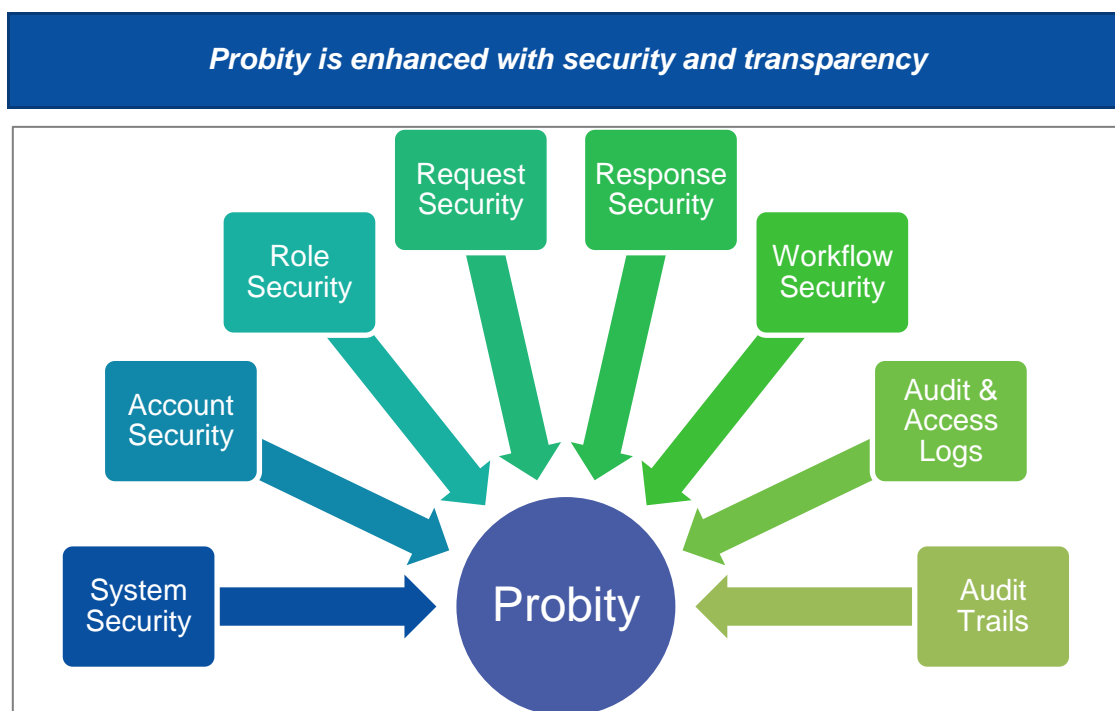 Probity is enhanced with security and transparency
Request
Security
Response
Security
Role
Security
Workflow
Security
Account
Security
Audit &
Access
Logs
System
Security
Probity
Audit
Trails